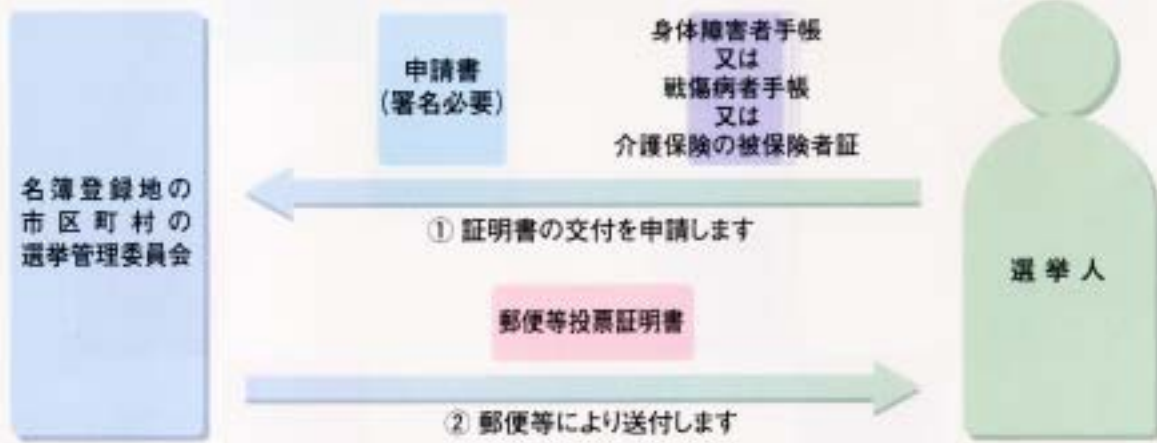 申請書
(署名必要)
身体障害者手帳
又は
戦傷病者手帳
又は
介護保険の被保険者証
名簿登録地の
市区町村の
選挙管理委員会
① 証明書の交付を申請します
選挙人
郵便等投票証明書
② 郵便等により送付します